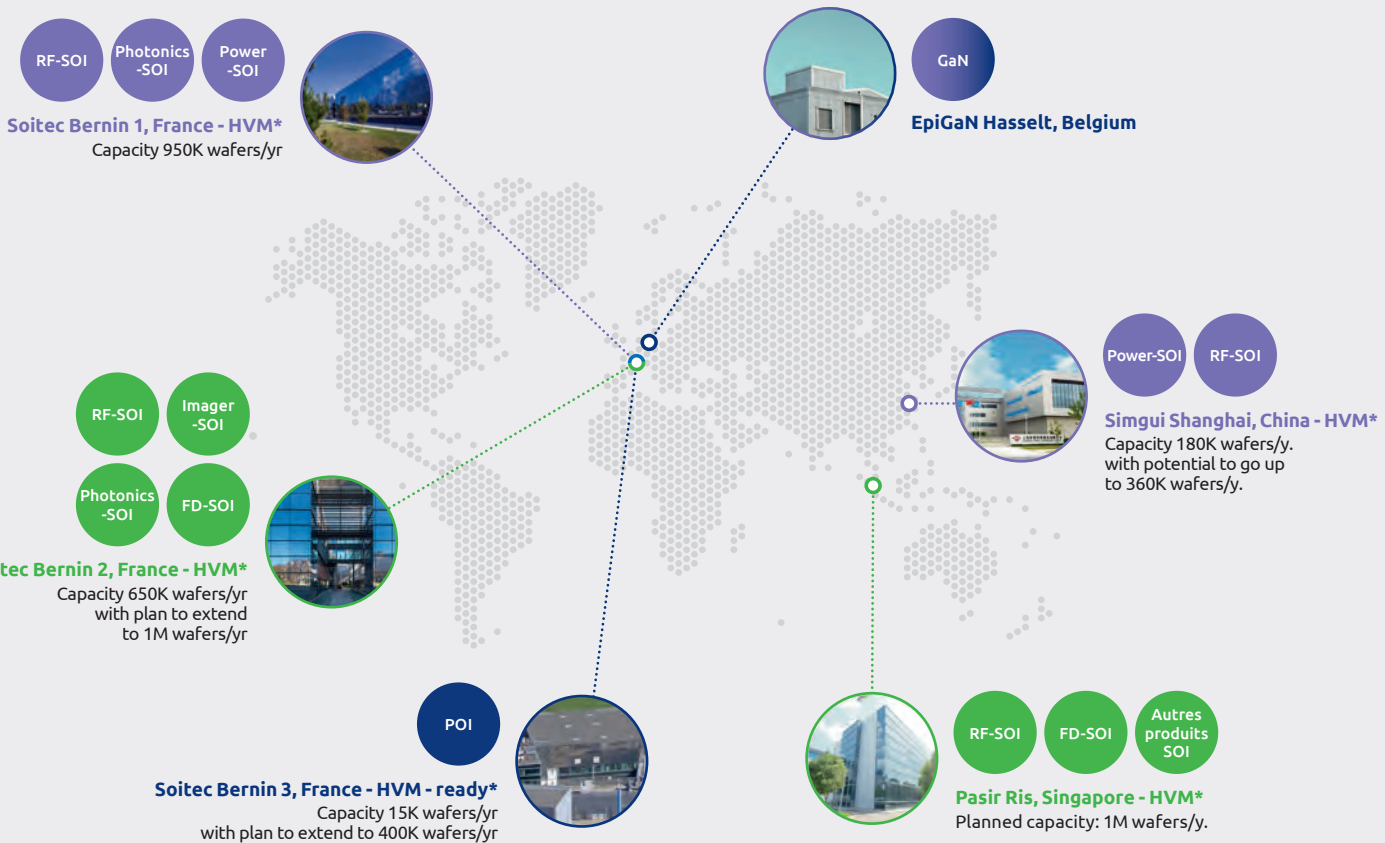 RF-SOI
Photonics
-SOI
Power
-SOI
Soitec Bernin 1, France - HVM*
Capacity 950K wafers/yr
GaN
EpiGaN Hasselt, Belgium
Power-SOI
RF-SOI
Simgui Shanghai, China - HVM*
Capacity 180K wafers/y.
with potential to go up
to 360K wafers/y.
RF-SOI
Imager
-SOI
Photonics
-SOI
FD-SOI
tec Bernin 2, France - HVM*
Capacity 650K wafers/yr
with plan to extend
to 1M wafers/yr
POI
Soitec Bernin 3, France - HVM - ready*
Capacity 15K wafers/yr
with plan to extend to 400K wafers/yr
RF-SOI
FD-SOI
Autres
produits
SOI
Pasir Ris, Singapore - HVM*
Planned capacity: 1M wafers/y.